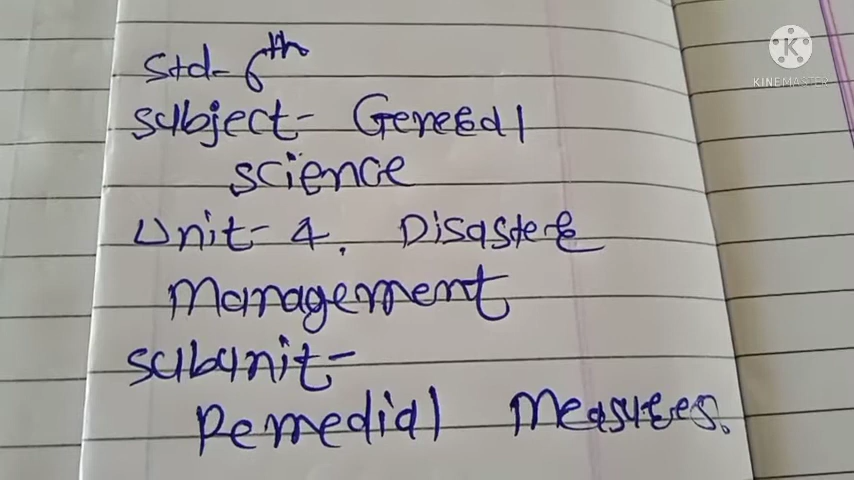 Std- 6th
Subject- General
science
Unit- 4. Disaster
Management
Subunit-
Remedial Measures.
K
KINEMASTER